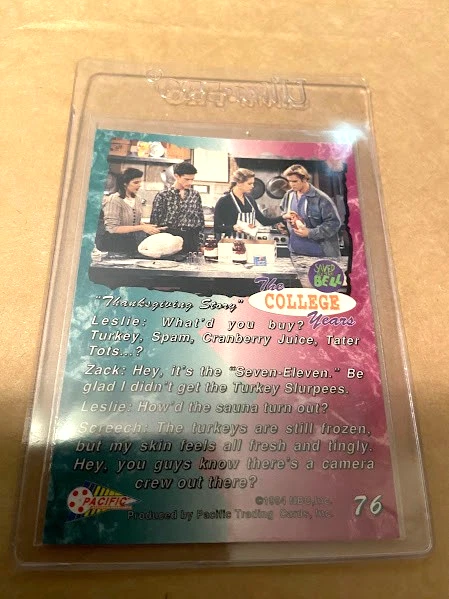 SAVED
BELL
The
COLLEGE
Years
"Thanksgiving Story"
Leslie: What'd you buy?
Turkey, Spam, Cranberry Juice, Tater
Tots...?
Zack: Hey, it's the "Seven-Eleven." Be
glad I didn't get the Turkey Slurpees.
Leslie: How'd the sauna turn out?
Screech: The turkeys are still frozen,
but my skin feels all fresh and tingly.
Hey, you guys know there's a camera
crew out there?
PACIFIC
©1994 NBC, Inc.
Produced by Pacific Trading Cards, Inc.
76